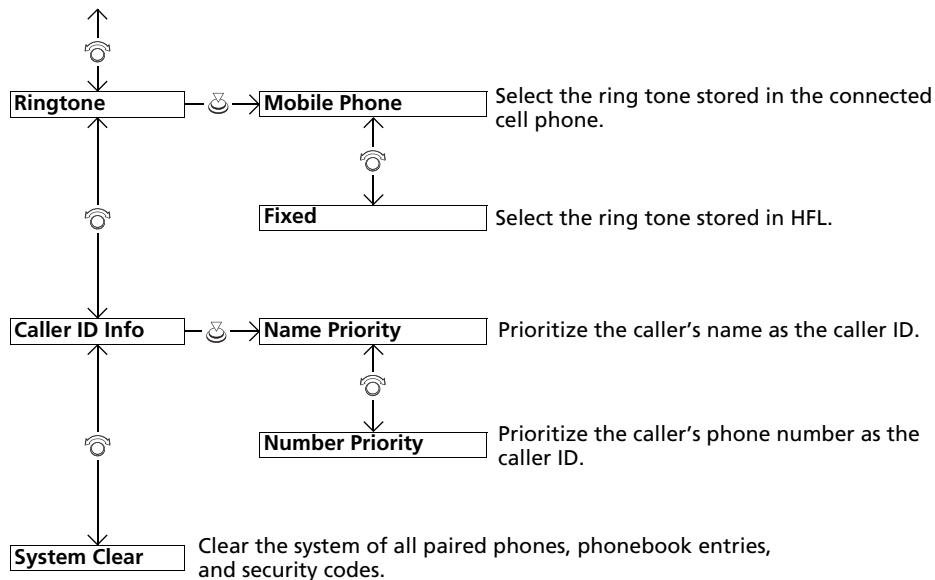 Ringtone
Mobile Phone
Select the ring tone stored in the connected
cell phone.
Fixed
Select the ring tone stored in HFL.
Caller ID Info
Name Priority
Prioritize the caller’s name as the caller ID.
Number Priority
Prioritize the caller’s phone number as the
caller ID.
System Clear
Clear the system of all paired phones, phonebook entries,
and security codes.